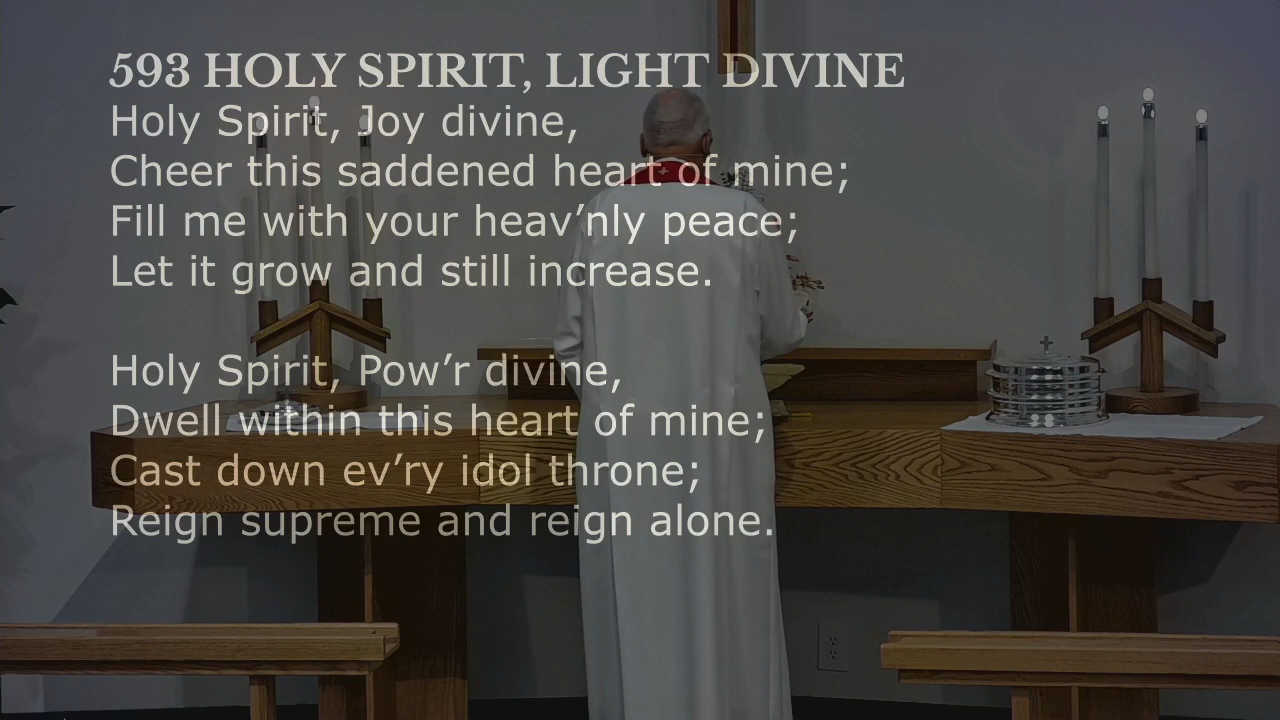 593 HOLY SPIRIT, LIGHT DIVINE
Holy Spirit, Joy divine,
Cheer this saddened heart of mine;
Fill me with your heav’nly peace;
Let it grow and still increase.
Holy Spirit, Pow’r divine,
Dwell within this heart of mine;
Cast down ev’ry idol throne;
Reign supreme and reign alone.